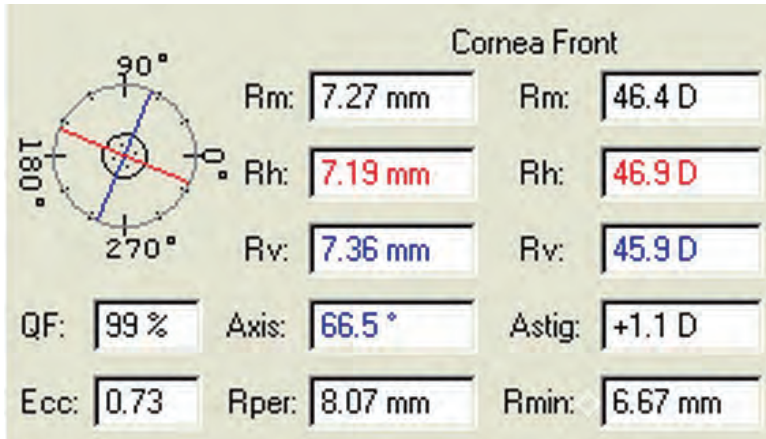 Cornea Front
90°
Rm: 7.27 mm Rm: 46.4 D
180° 0° Rh: 7.19 mm Rh: 46.9 D
270° Rv: 7.36 mm Rv: 45.9 D
QF: 99 % Axis: 66.5 ° Astig: +1.1 D
Ecc: 0.73 Rper: 8.07 mm Rmin: 6.67 mm